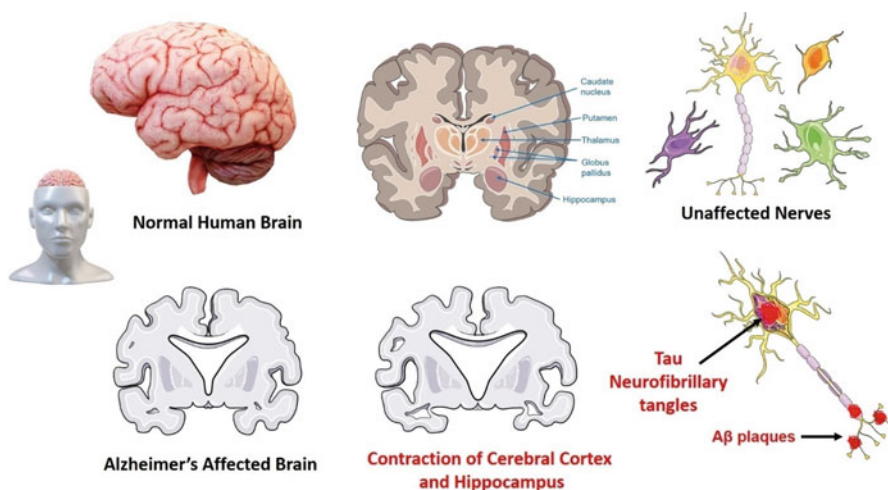 Caudate
nucleus
Putamen
Thalamus
Globus
pallidus
Hippocampus
Normal Human Brain
Unaffected Nerves
Tau
Neurofibrillary
tangles
Aβ plaques
Alzheimer's Affected Brain
Contraction of Cerebral Cortex
and Hippocampus